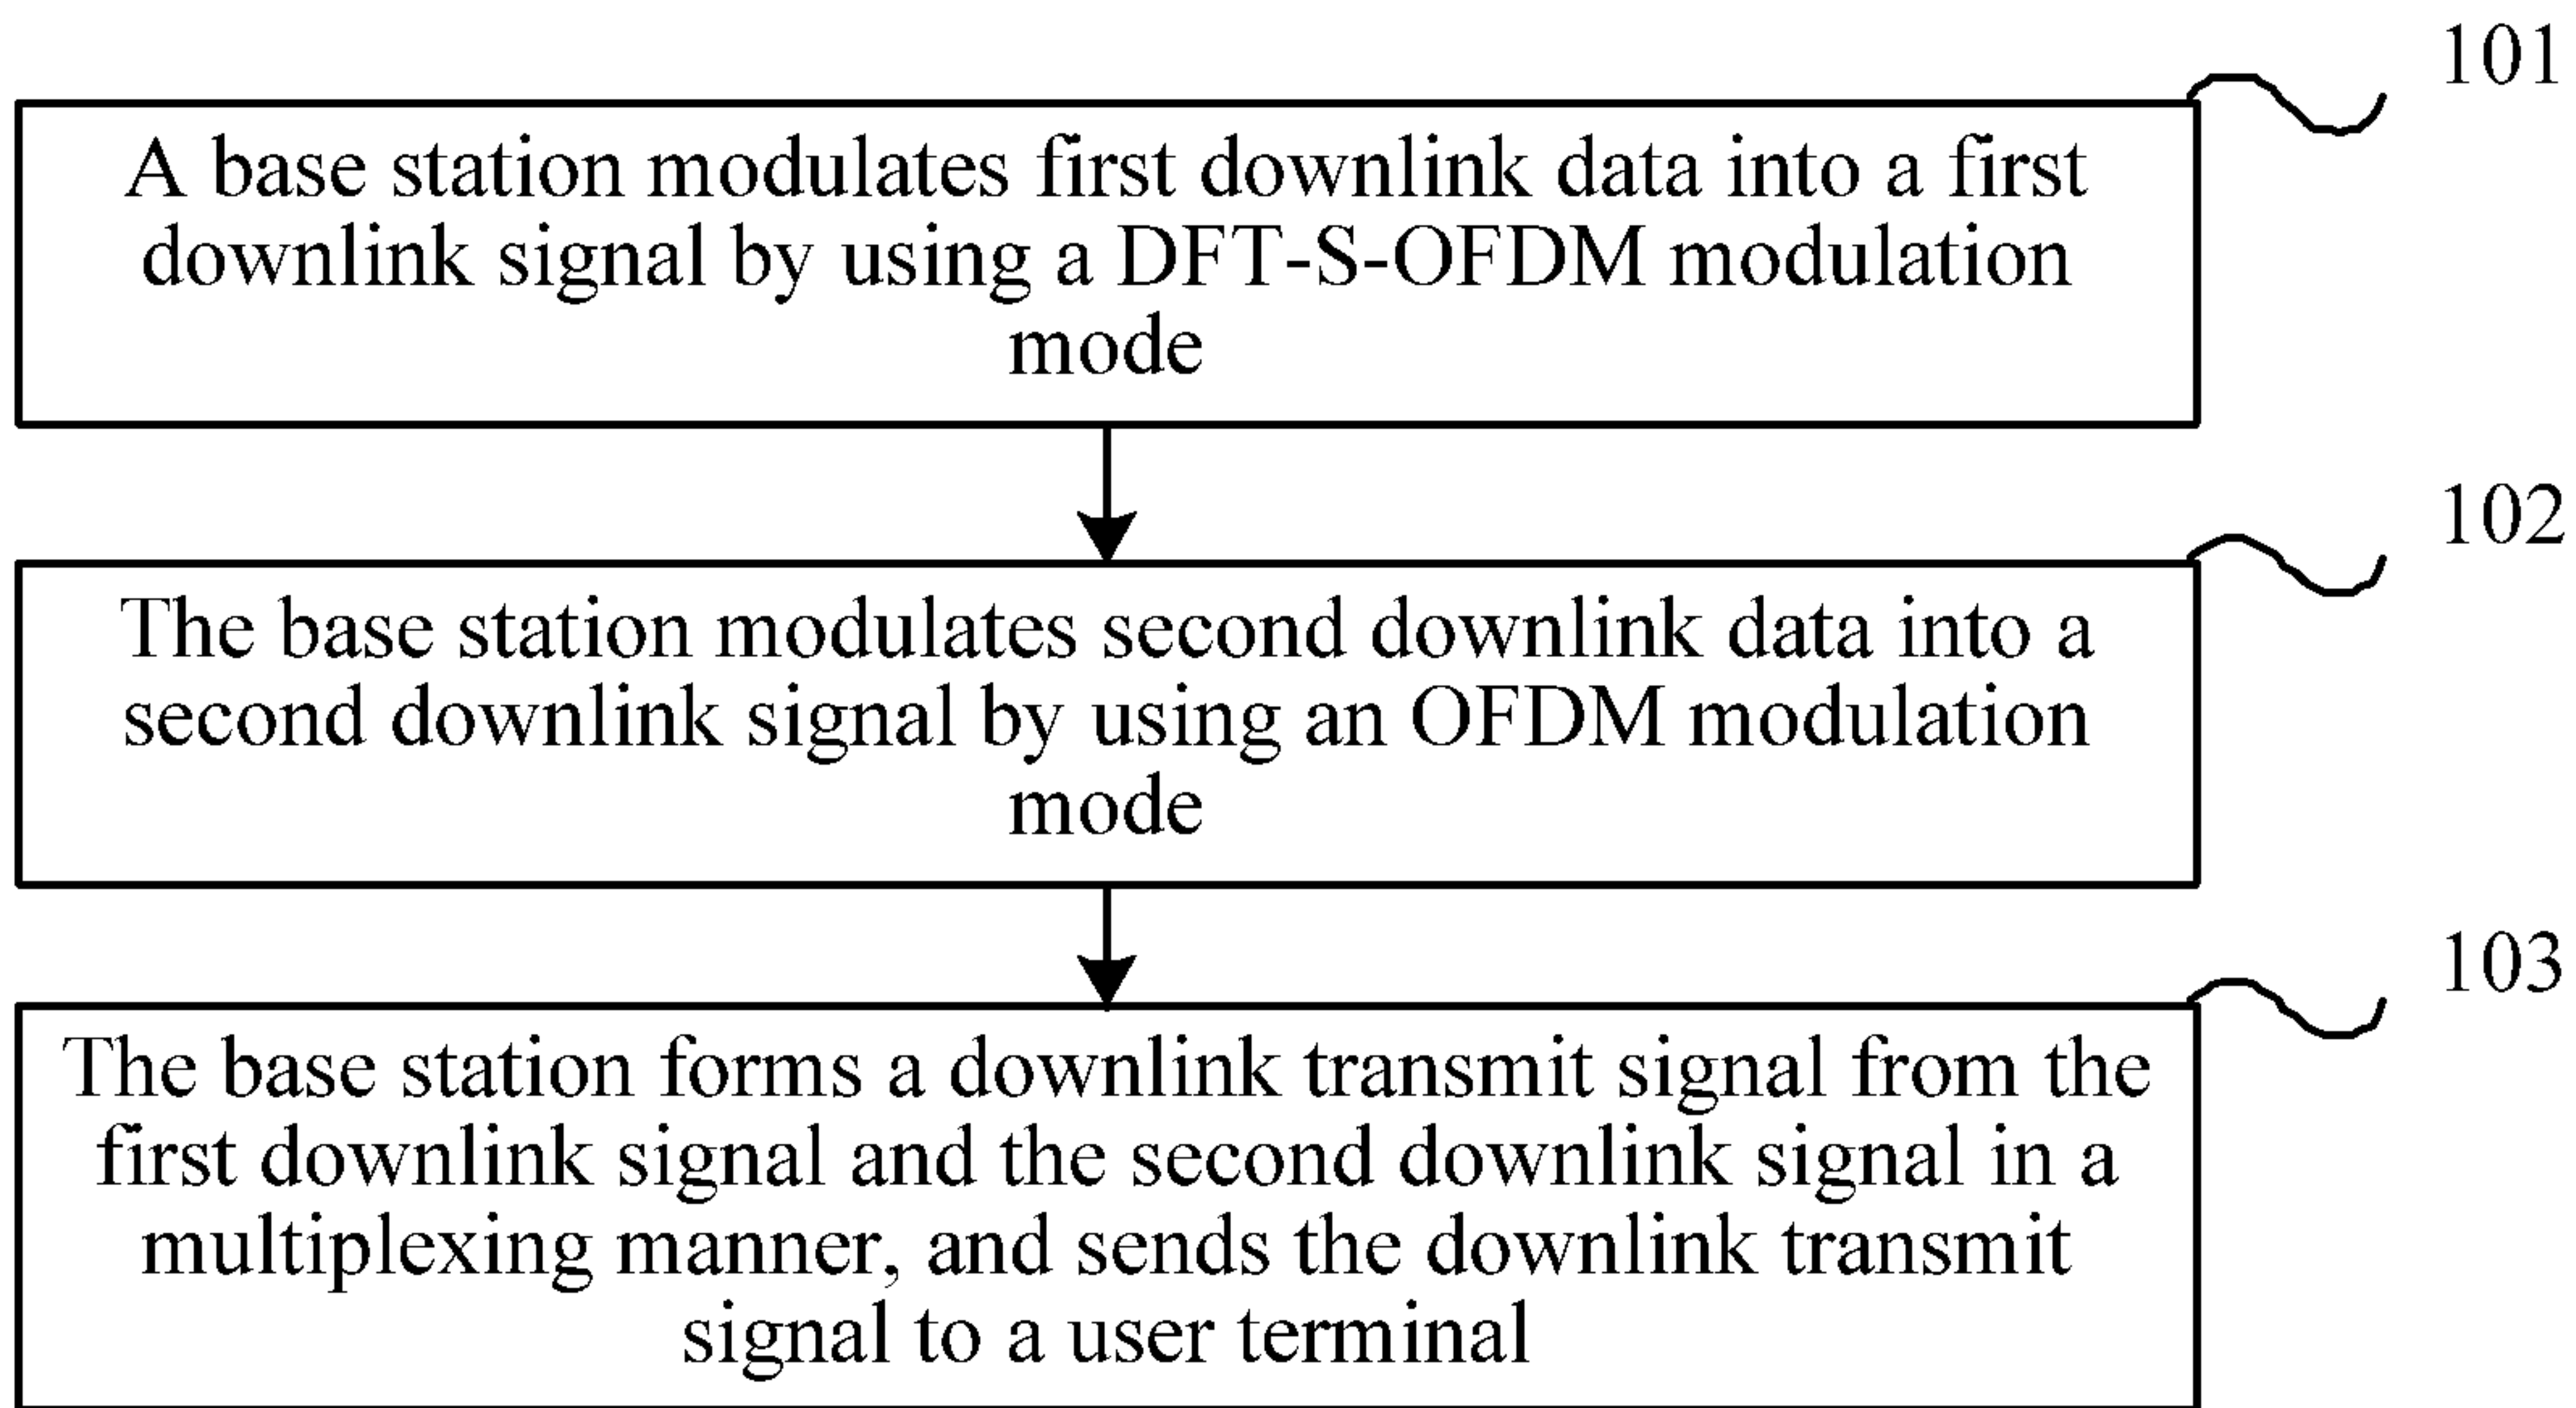 101
A base station modulates first downlink data into a first
downlink signal by using a DFT-S-OFDM modulation
mode
102
The base station modulates second downlink data into a
second downlink signal by using an OFDM modulation
mode
103
The base station forms a downlink transmit signal from the
first downlink signal and the second downlink signal in a
multiplexing manner, and sends the downlink transmit
signal to a user terminal